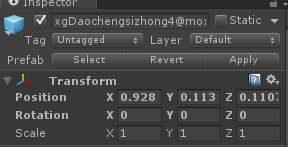 Inspector
xgDaochengsizhong4@mo Static
Tag Untagged Layer Default
Prefab Select Revert Apply
Transform
Position X 0.928 Y 0.113 Z 0.1107
Rotation X 0 Y 0 Z 0
Scale X 1 Y 1 Z 1